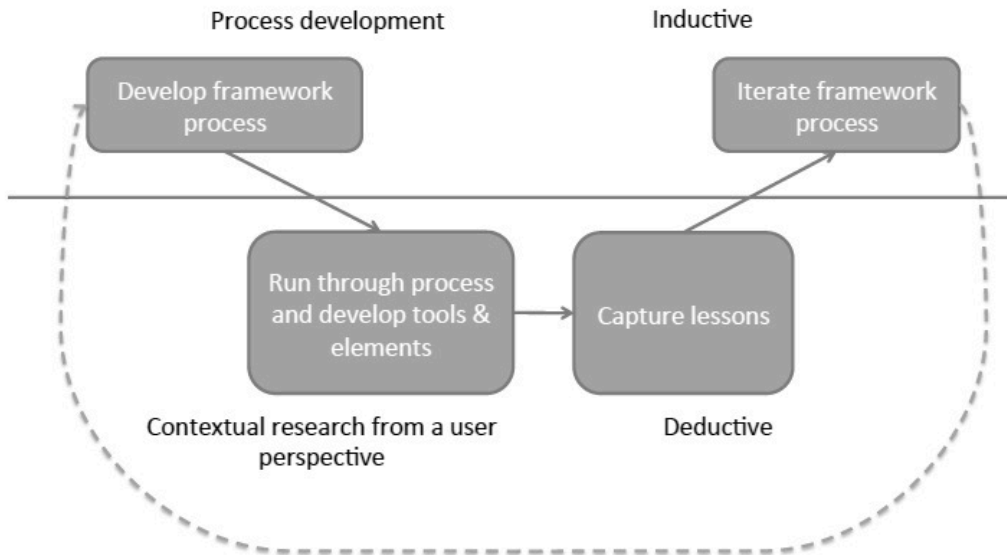 Process development
Inductive
Develop framework
process
Iterate framework
process
Run through process
and develop tools &
elements
Capture lessons
Contextual research from a user
perspective
Deductive